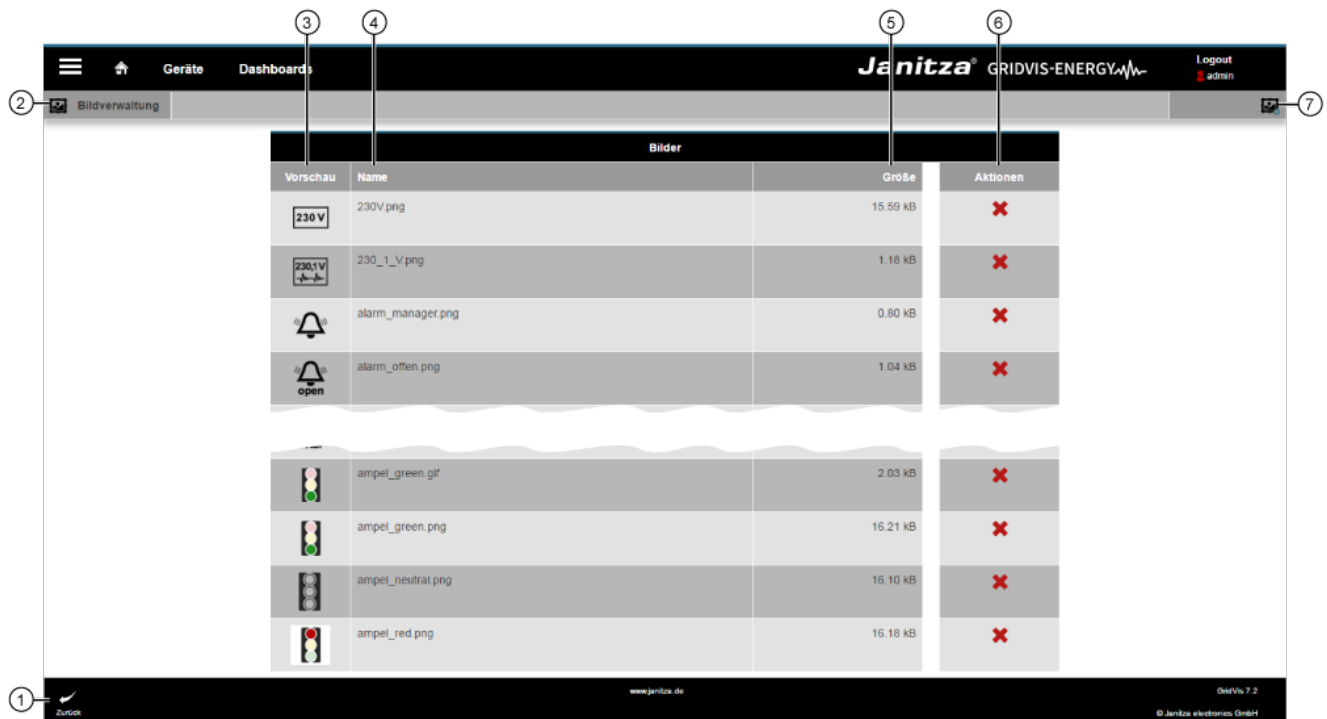 3 4 5 6
Geräte Dashboards Janitza® GRIDVIS-ENERGY Logout
admin
2 Bildverwaltung 7
Bilder
Vorschau Name Größe Aktionen
230 V 230V.png 15.59 kB
230,1 V 230_1_V.png 1.18 kB
alarm_manager.png 0.80 kB
open alarm_offen.png 1.04 kB
ampel_green.gif 2.03 kB
ampel_green.png 16.21 kB
ampel_neutral.png 16.10 kB
ampel_red.png 16.18 kB
1 www.janitza.de GridVis 7.2
Zurück © Janitza electronics GmbH